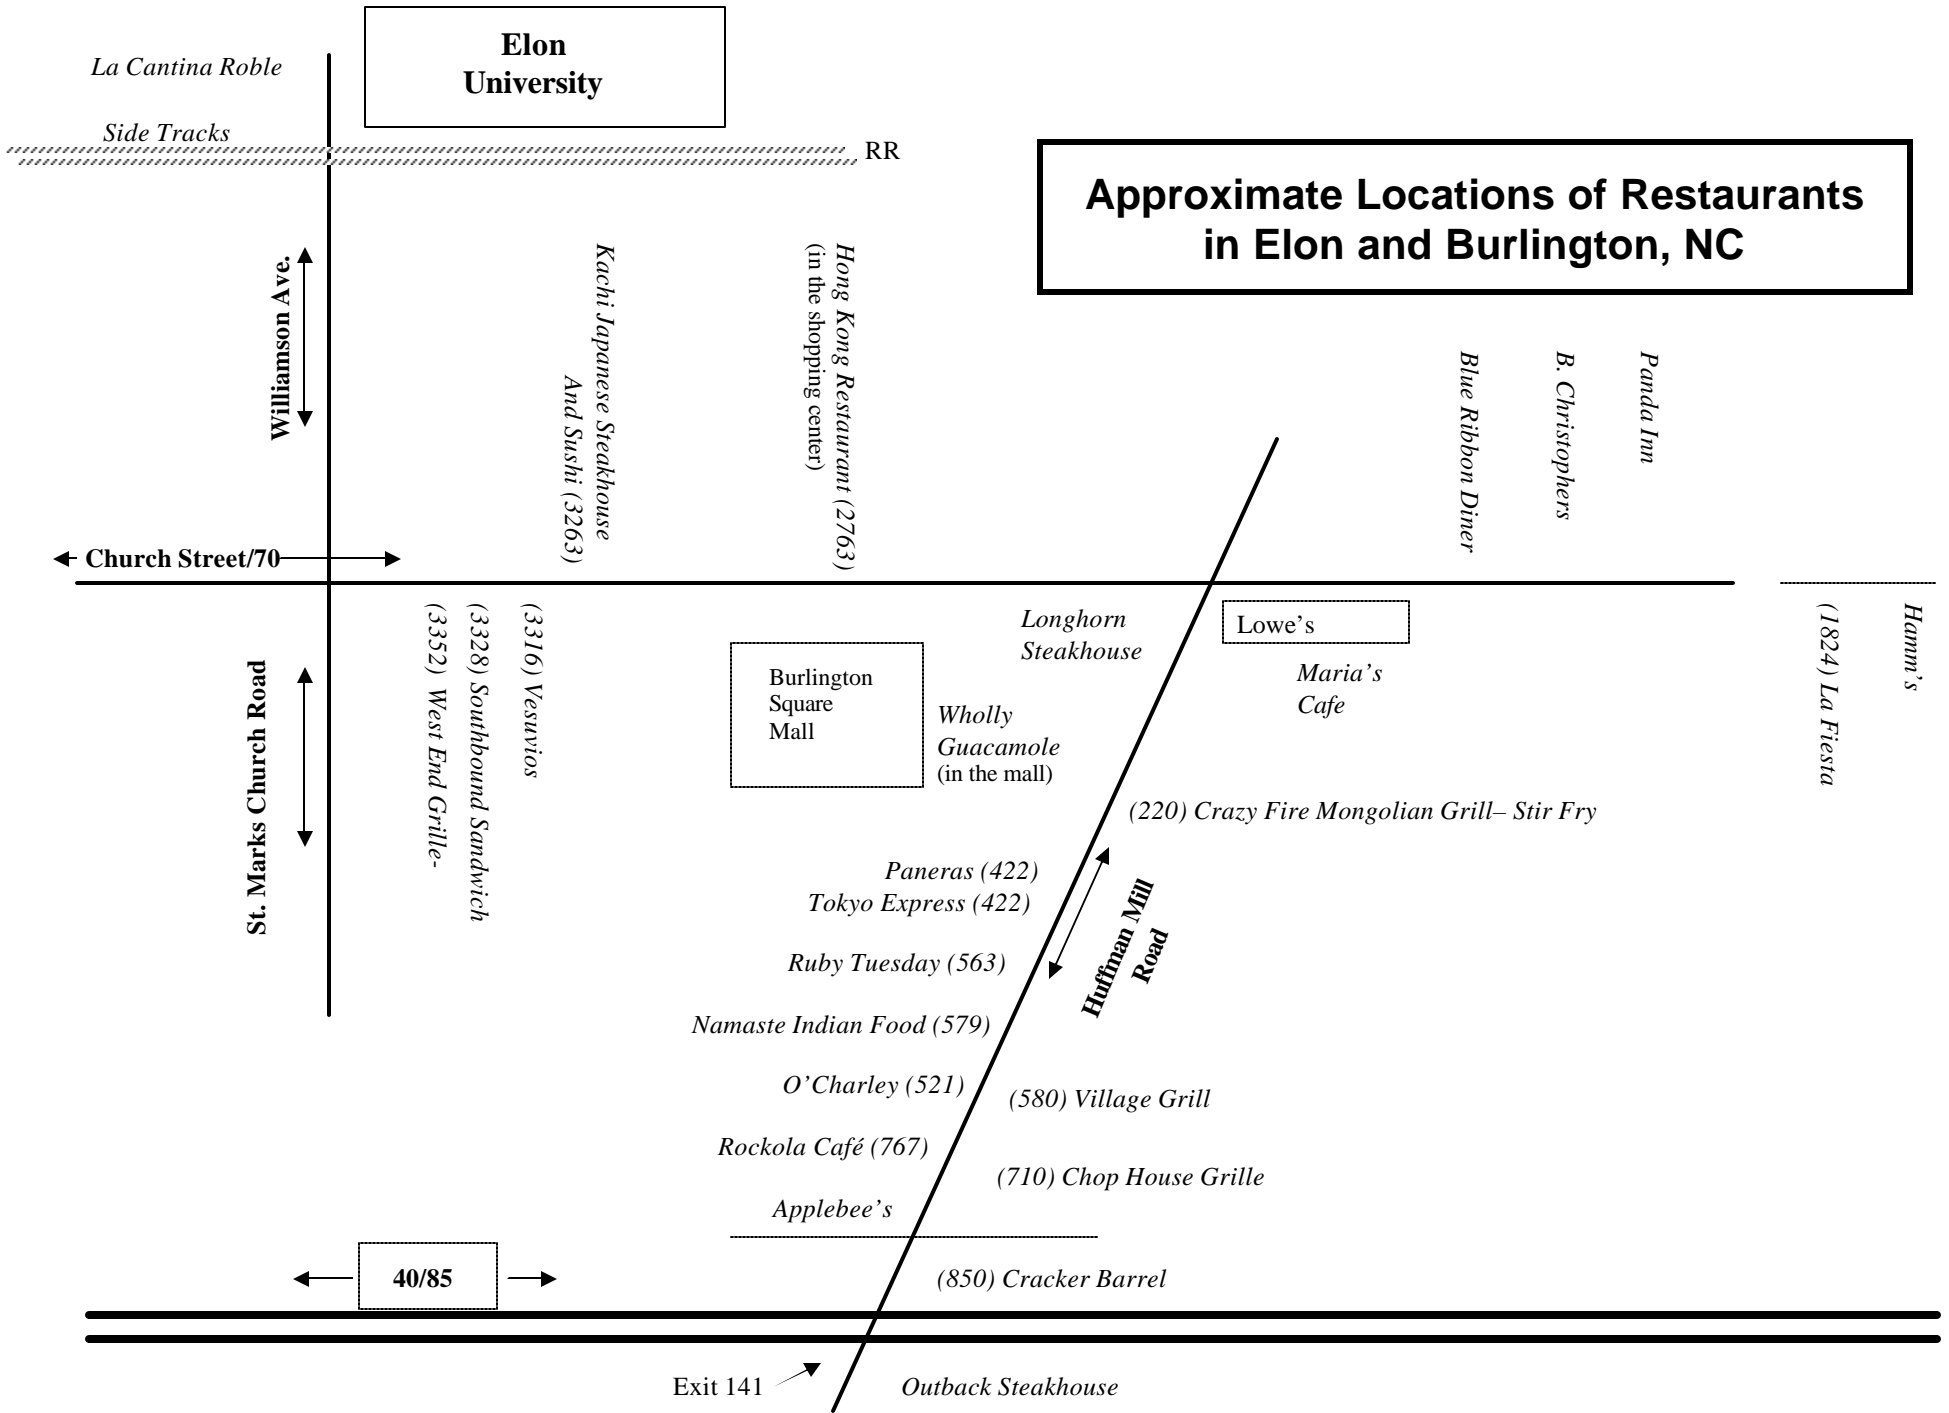 Elon
University
La Cantina Roble
Side Tracks
RR
Approximate Locations of Restaurants
in Elon and Burlington, NC
Williamson Ave.
Kachi Japanese Steakhouse
And Sushi (3263)
Hong Kong Restaurant (2763)
(in the shopping center)
Blue Ribbon Diner
B. Christophers
Panda Inn
Church Street/70
St. Marks Church Road
(3352) West End Grille-
(3328) Southbound Sandwich
(3316) Vesuvios
Burlington
Square
Mall
Wholly
Guacamole
(in the mall)
Longhorn
Steakhouse
Lowe's
Maria's
Cafe
(1824) La Fiesta
Hamm's
(220) Crazy Fire Mongolian Grill– Stir Fry
Paneras (422)
Tokyo Express (422)
Huffman Mill
Road
Ruby Tuesday (563)
Namaste Indian Food (579)
O'Charley (521)
(580) Village Grill
Rockola Café (767)
(710) Chop House Grille
Applebee's
40/85
(850) Cracker Barrel
Exit 141
Outback Steakhouse